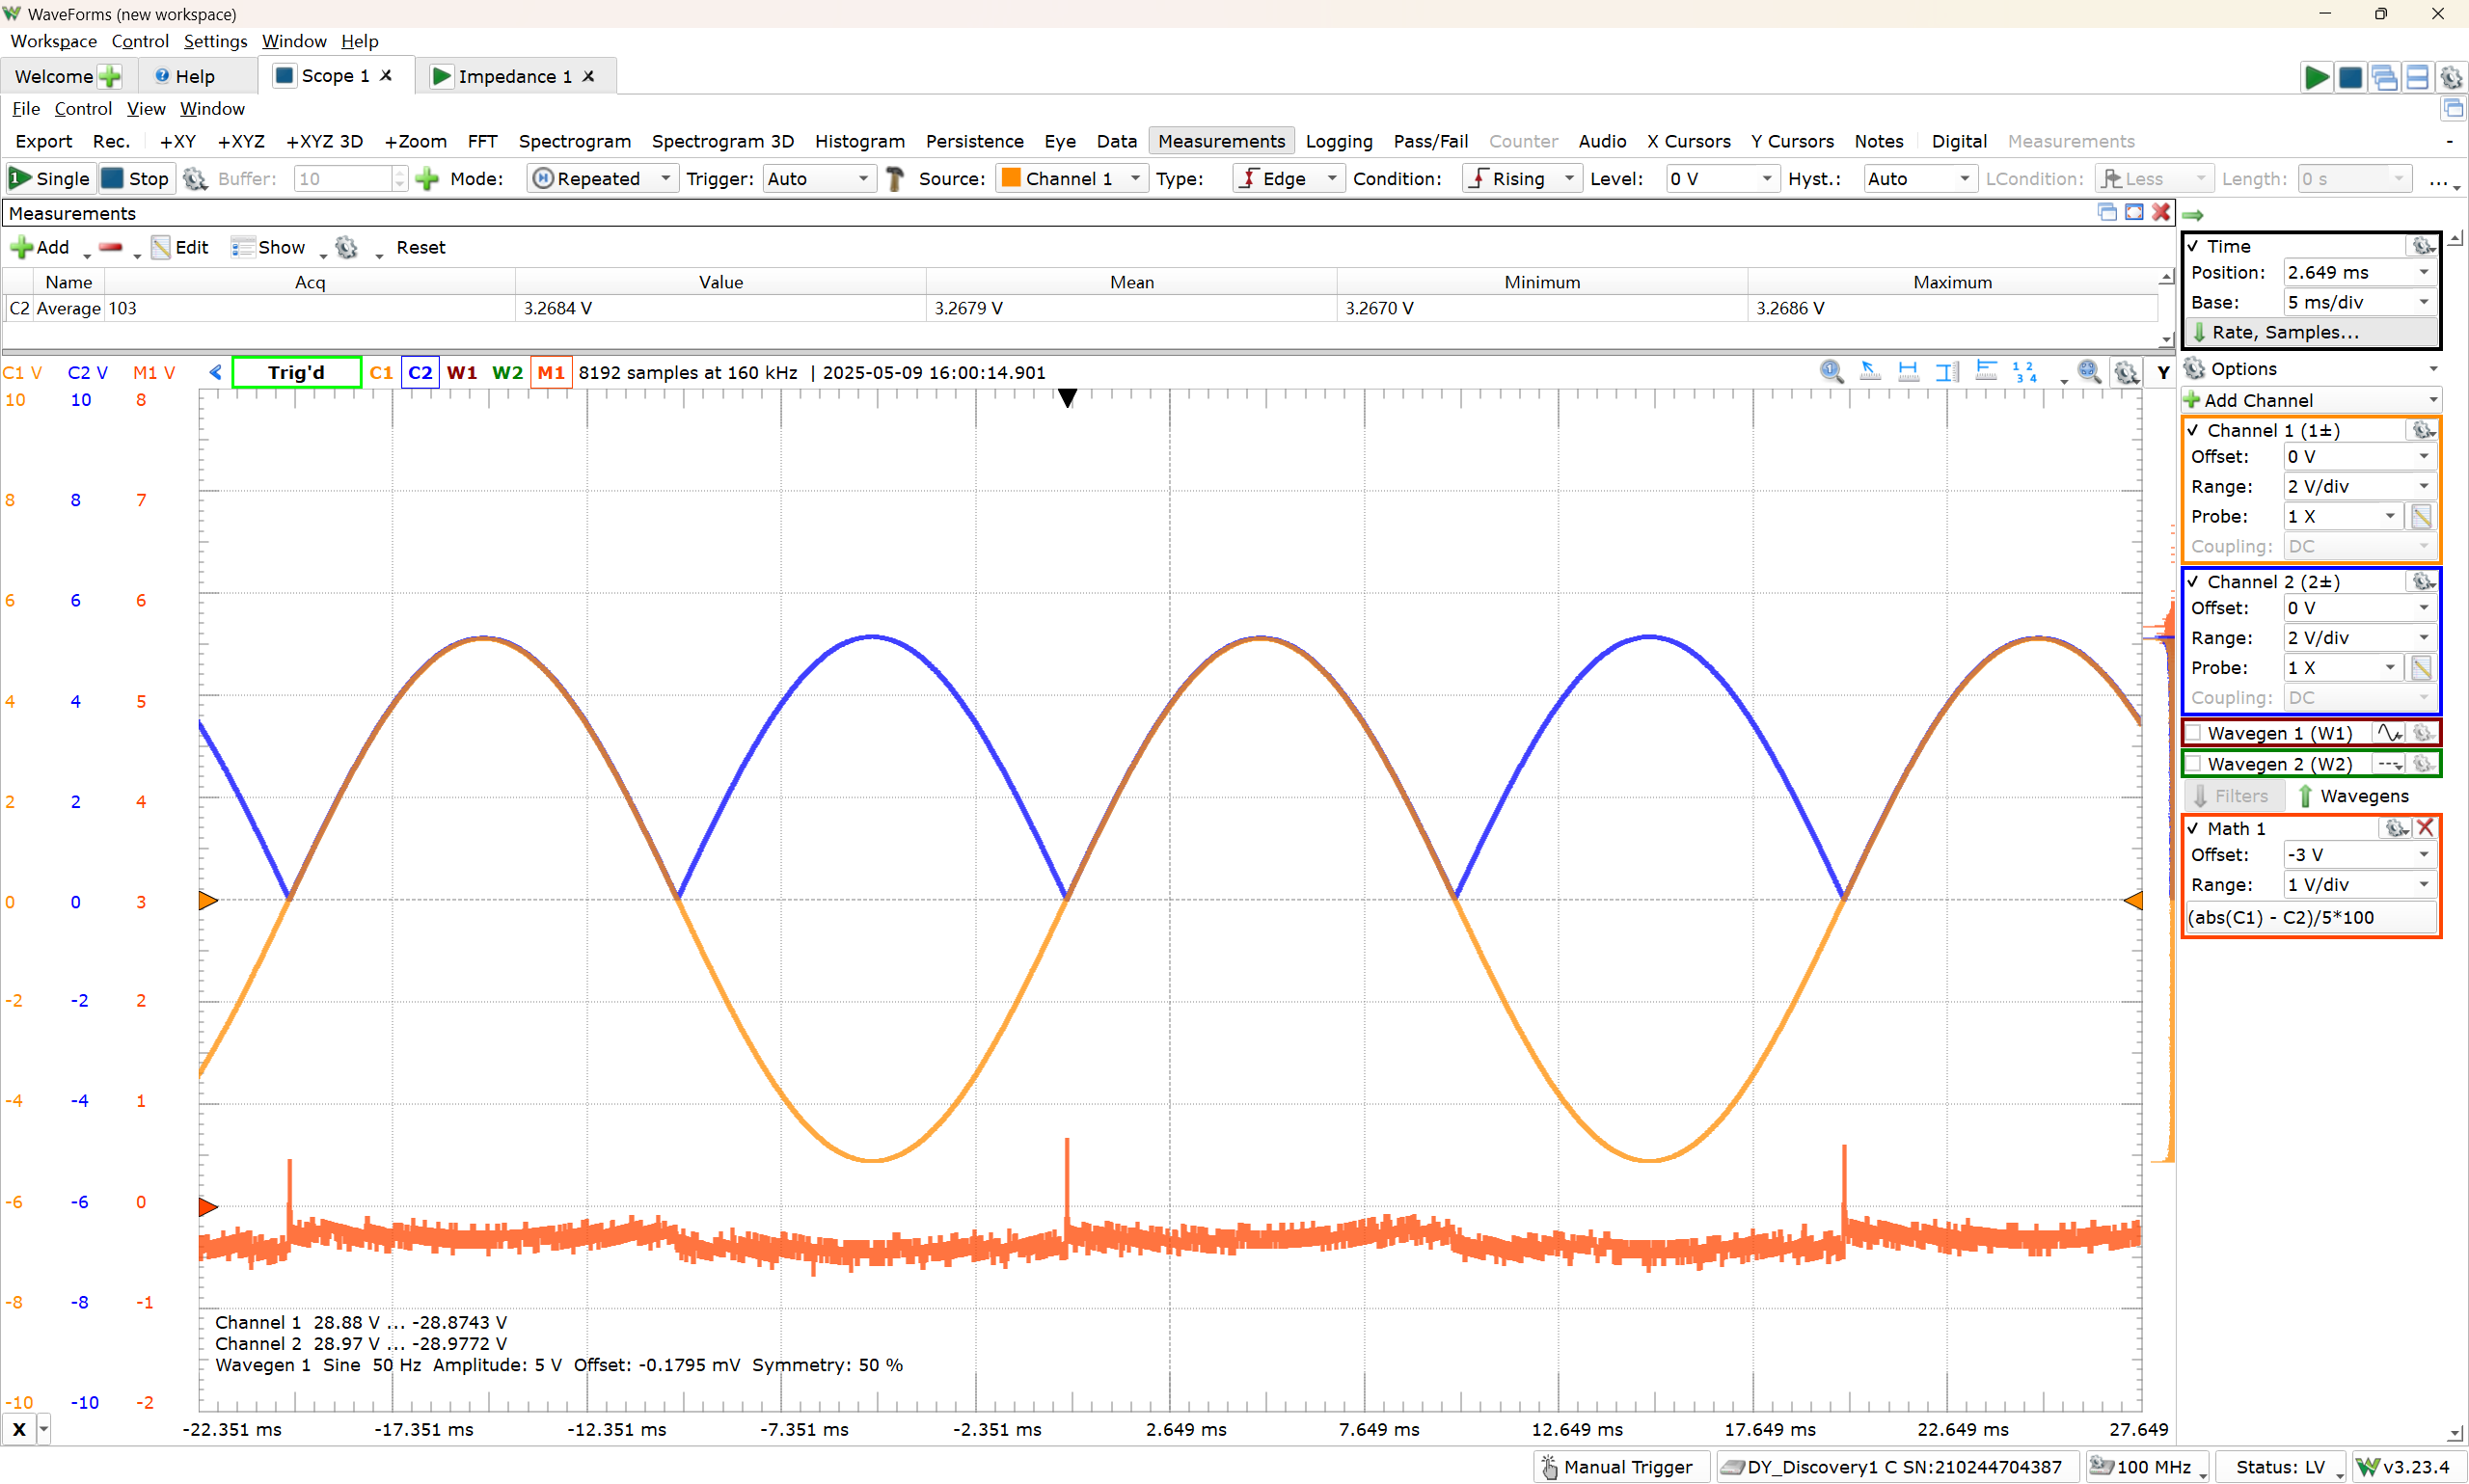 WaveForms (new workspace)
Workspace Control Settings Window Help
Welcome Help Scope 1 Impedance 1
File Control View Window
Export Rec. +XY +XYZ +XYZ 3D +Zoom FFT Spectrogram Spectrogram 3D Histogram Persistence Eye Data Measurements Logging Pass/Fail Counter Audio X Cursors Y Cursors Notes Digital Measurements -
1 Single Stop Buffer: 10 Mode: Repeated Trigger: Auto Source: Channel 1 Type: Edge Condition: Rising Level: 0 V Hyst.: Auto LCondition: Less Length: 0 s ...
Measurements
Add Edit Show Reset
Name Acq Value Mean Minimum Maximum
C2 Average 103 3.2684 V 3.2679 V 3.2670 V 3.2686 V
C1 V C2 V M1 V Trig'd C1 C2 W1 W2 M1 8192 samples at 160 kHz | 2025-05-09 16:00:14.901 Y
10 10 8
8 8 7
6 6 6
4 4 5
2 2 4
0 0 3
-2 -2 2
-4 -4 1
-6 -6 0
-8 -8 -1
-10 -10 -2
Channel 1 28.88 V ... -28.8743 V
Channel 2 28.97 V ... -28.9772 V
Wavegen 1 Sine 50 Hz Amplitude: 5 V Offset: -0.1795 mV Symmetry: 50 %
X -22.351 ms -17.351 ms -12.351 ms -7.351 ms -2.351 ms 2.649 ms 7.649 ms 12.649 ms 17.649 ms 22.649 ms 27.649
Time
Position: 2.649 ms
Base: 5 ms/div
Rate, Samples...
Options
Add Channel
Channel 1 (1±)
Offset: 0 V
Range: 2 V/div
Probe: 1 X
Coupling: DC
Channel 2 (2±)
Offset: 0 V
Range: 2 V/div
Probe: 1 X
Coupling: DC
Wavegen 1 (W1)
Wavegen 2 (W2)
Filters Wavegens
Math 1
Offset: -3 V
Range: 1 V/div
(abs(C1) - C2)/5*100
Manual Trigger DY_Discovery1 C SN:210244704387 100 MHz Status: LV v3.23.4